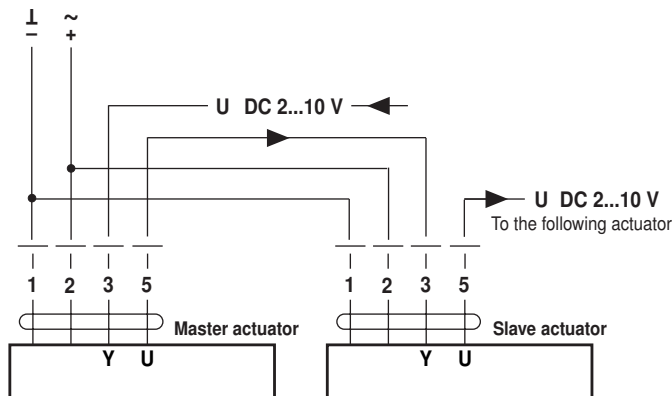 ⊥ ~
– +
U DC 2...10 V
U DC 2...10 V
To the following actuator
1 2 3 5 1 2 3 5
Master actuator Slave actuator
Y U Y U